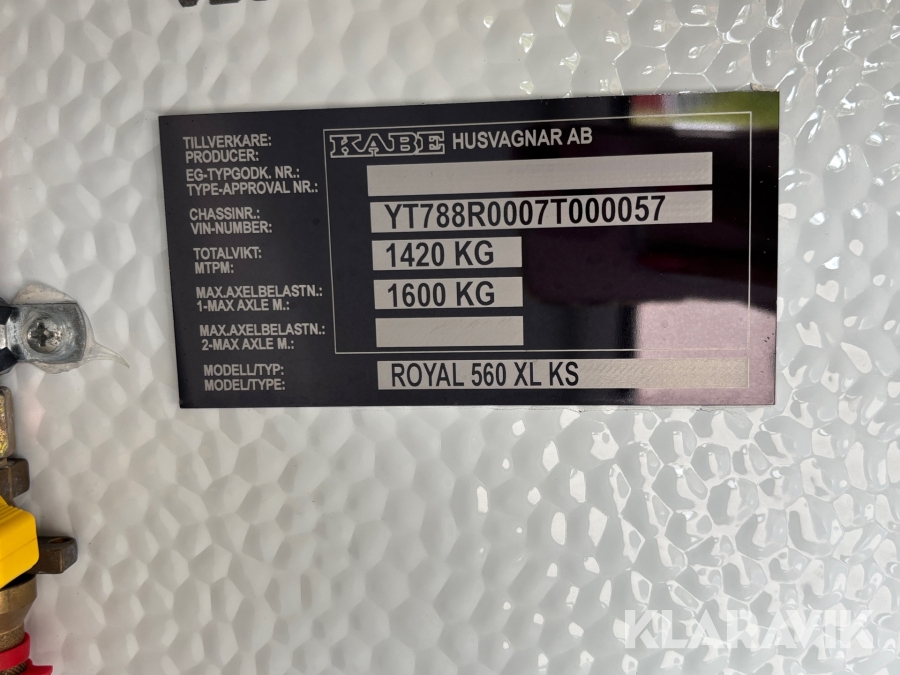 TILLVERKARE:
PRODUCER:
KABE HUSVAGNAR AB
EG-TYPGODK. NR.:
TYPE-APPROVAL NR.:
CHASSINR.:
VIN-NUMBER:
YT788R0007T000057
TOTALVIKT:
MTPM:
1420 KG
MAX.AXELBELASTN.:
1-MAX AXLE M.:
1600 KG
MAX.AXELBELASTN.:
2-MAX AXLE M.:
MODELL/TYP:
MODEL/TYPE:
ROYAL 560 XL KS
KLARAVIK